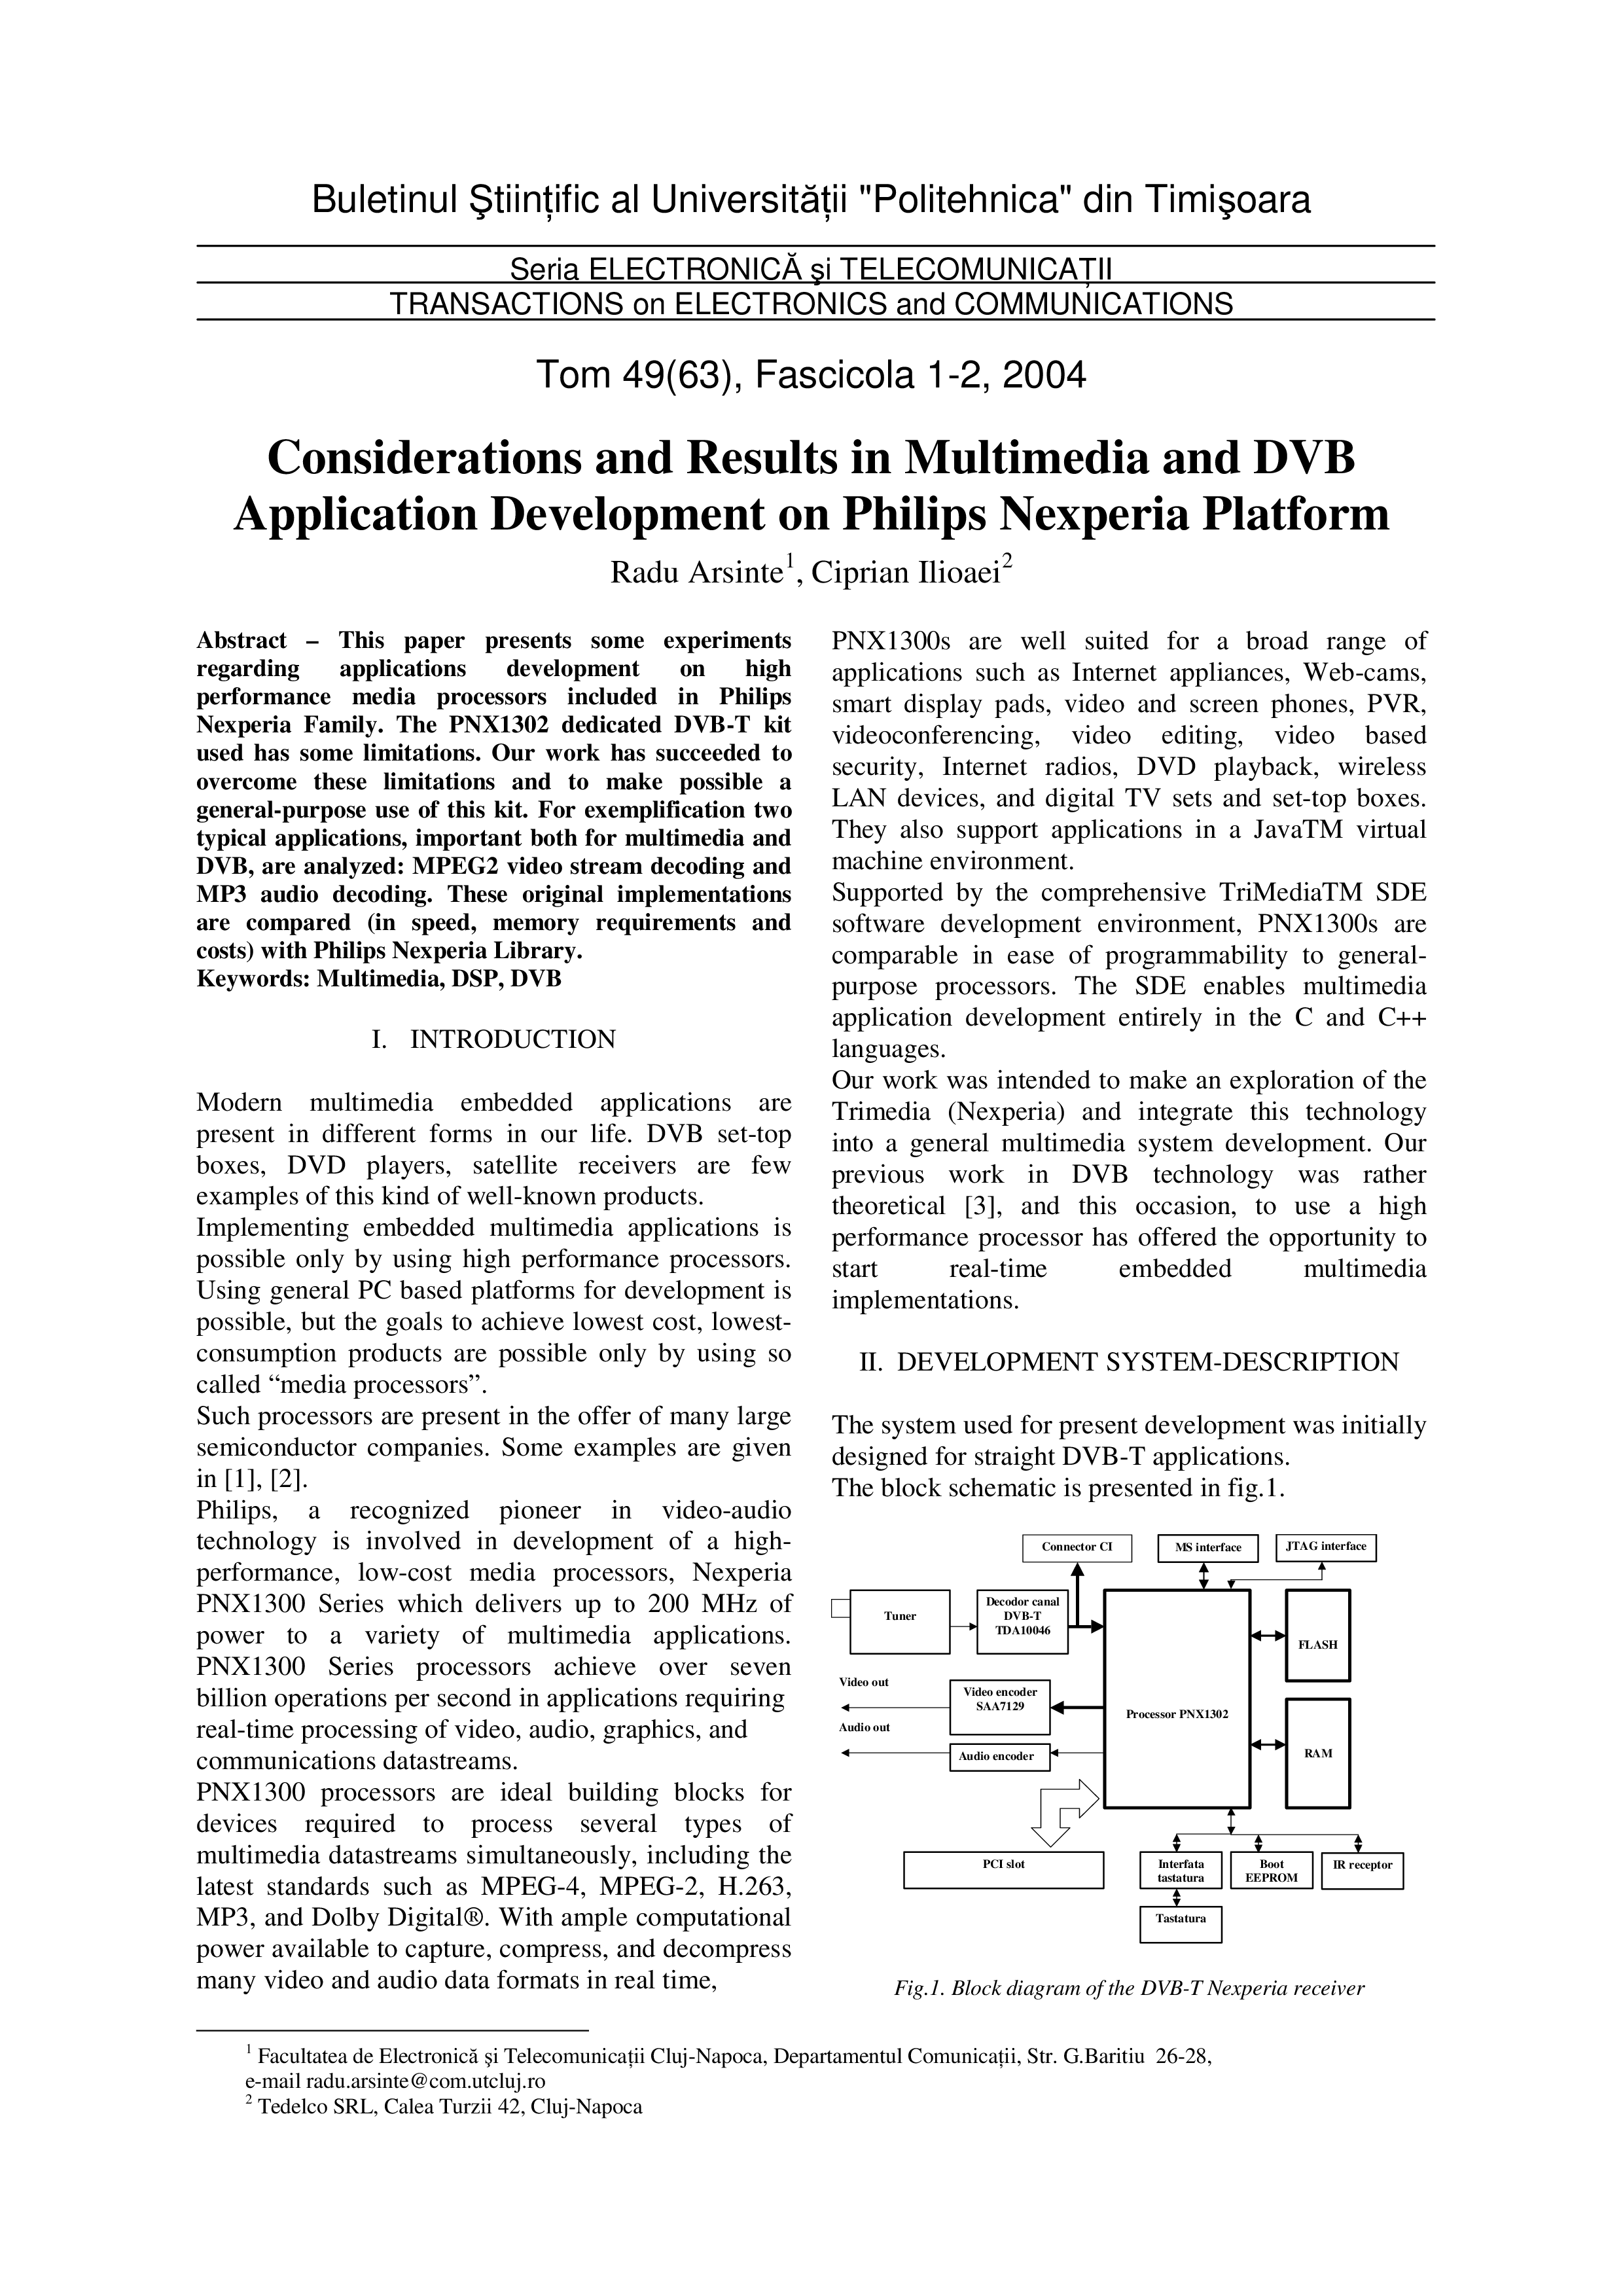 Buletinul Ştiinţific al Universităţii "Politehnica" din Timişoara
Seria ELECTRONICĂ şi TELECOMUNICAŢII
TRANSACTIONS on ELECTRONICS and COMMUNICATIONS
Tom 49(63), Fascicola 1-2, 2004
Considerations and Results in Multimedia and DVB
Application Development on Philips Nexperia Platform
Radu Arsinte1, Ciprian Ilioaei2
Abstract – This paper presents some experiments
regarding applications development on high
performance media processors included in Philips
Nexperia Family. The PNX1302 dedicated DVB-T kit
used has some limitations. Our work has succeeded to
overcome these limitations and to make possible a
general-purpose use of this kit. For exemplification two
typical applications, important both for multimedia and
DVB, are analyzed: MPEG2 video stream decoding and
MP3 audio decoding. These original implementations
are compared (in speed, memory requirements and
costs) with Philips Nexperia Library.
Keywords: Multimedia, DSP, DVB
I. INTRODUCTION
Modern multimedia embedded applications are
present in different forms in our life. DVB set-top
boxes, DVD players, satellite receivers are few
examples of this kind of well-known products.
Implementing embedded multimedia applications is
possible only by using high performance processors.
Using general PC based platforms for development is
possible, but the goals to achieve lowest cost, lowest-
consumption products are possible only by using so
called “media processors”.
Such processors are present in the offer of many large
semiconductor companies. Some examples are given
in [1], [2].
Philips, a recognized pioneer in video-audio
technology is involved in development of a high-
performance, low-cost media processors, Nexperia
PNX1300 Series which delivers up to 200 MHz of
power to a variety of multimedia applications.
PNX1300 Series processors achieve over seven
billion operations per second in applications requiring
real-time processing of video, audio, graphics, and
communications datastreams.
PNX1300 processors are ideal building blocks for
devices required to process several types of
multimedia datastreams simultaneously, including the
latest standards such as MPEG-4, MPEG-2, H.263,
MP3, and Dolby Digital®. With ample computational
power available to capture, compress, and decompress
many video and audio data formats in real time,
PNX1300s are well suited for a broad range of
applications such as Internet appliances, Web-cams,
smart display pads, video and screen phones, PVR,
videoconferencing, video editing, video based
security, Internet radios, DVD playback, wireless
LAN devices, and digital TV sets and set-top boxes.
They also support applications in a JavaTM virtual
machine environment.
Supported by the comprehensive TriMediaTM SDE
software development environment, PNX1300s are
comparable in ease of programmability to general-
purpose processors. The SDE enables multimedia
application development entirely in the C and C++
languages.
Our work was intended to make an exploration of the
Trimedia (Nexperia) and integrate this technology
into a general multimedia system development. Our
previous work in DVB technology was rather
theoretical [3], and this occasion, to use a high
performance processor has offered the opportunity to
start real-time embedded multimedia
implementations.
II. DEVELOPMENT SYSTEM-DESCRIPTION
The system used for present development was initially
designed for straight DVB-T applications.
The block schematic is presented in fig.1.
Connector CI
MS interface
JTAG interface
Tuner
Decodor canal
DVB-T
TDA10046
FLASH
Video out
Video encoder
SAA7129
Processor PNX1302
Audio out
Audio encoder
RAM
PCI slot
Interfata
tastatura
Boot
EEPROM
IR receptor
Tastatura
Fig.1. Block diagram of the DVB-T Nexperia receiver
1 Facultatea de Electronică şi Telecomunicaţii Cluj-Napoca, Departamentul Comunicaţii, Str. G.Baritiu 26-28,
e-mail radu.arsinte@com.utcluj.ro
2 Tedelco SRL, Calea Turzii 42, Cluj-Napoca